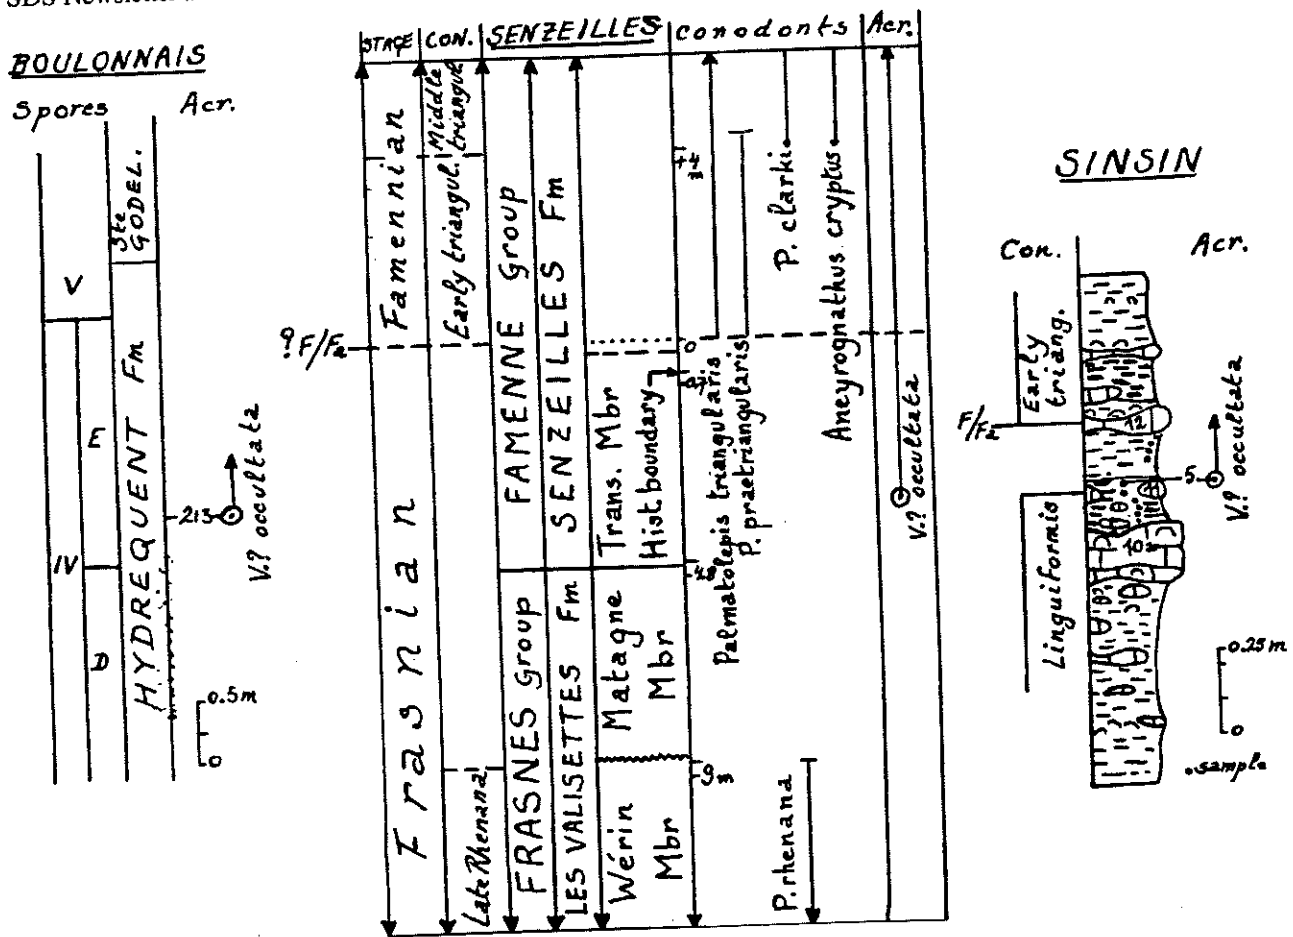 BOULONNAIS
Spores
Acr.
Ste GODEL.
V
E
IV
D
HYDREQUENT Fm
213
V.? occultata
0.5m
0
STAGE
CON.
SENZEILLES
conodonts
Acr.
Famennian
Middle triangul.
Early triangul.
? F/Fa
Frasnian
Late Rhenana
FAMENNE Group
FRASNES Group
SENZEILLES Fm
LES VALISETTES Fm
Trans. Mbr
Hist boundary
Matagne Mbr
Wérin Mbr
0
9m
Palmatolepis triangularis
P. praetriangularis
P. clarki
Aneyrognathus cryptus
P. rhenana
V.? occultata
SINSIN
Con.
Acr.
Early triang.
F/Fa
Linguiformis
12
5
10
V.? occultata
0.25m
0
.sample